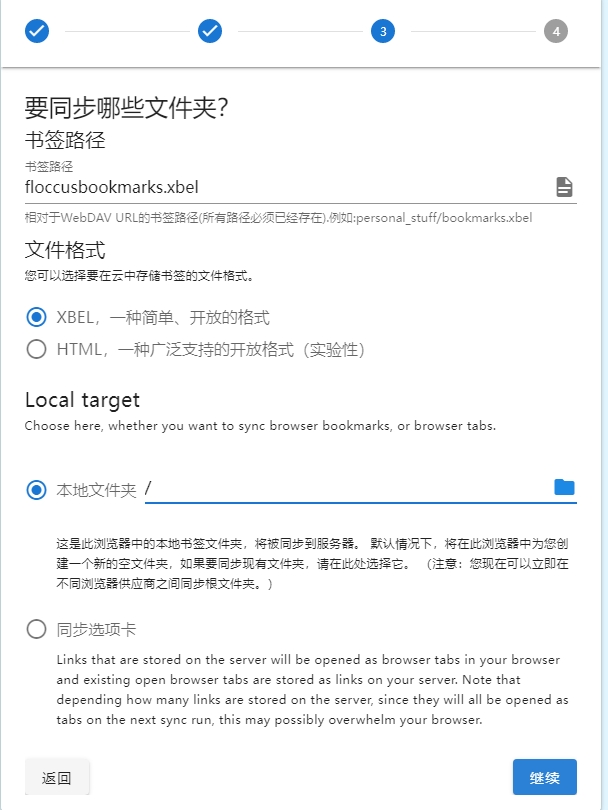 3
4
要同步哪些文件夹?
书签路径
书签路径
floccusbookmarks.xbel
相对于WebDAV URL的书签路径(所有路径必须已经存在).例如:personal_stuff/bookmarks.xbel
文件格式
您可以选择要在云中存储书签的文件格式。
XBEL，一种简单、开放的格式
HTML，一种广泛支持的开放格式（实验性）
Local target
Choose here, whether you want to sync browser bookmarks, or browser tabs.
本地文件夹 /
这是此浏览器中的本地书签文件夹，将被同步到服务器。 默认情况下，将在此浏览器中为您创
建一个新的空文件夹，如果要同步现有文件夹，请在此处选择它。 （注意：您现在可以立即在
不同浏览器供应商之间同步根文件夹。）
同步选项卡
Links that are stored on the server will be opened as browser tabs in your browser
and existing open browser tabs are stored as links on your server. Note that
depending how many links are stored on the server, since they will all be opened as
tabs on the next sync run, this may possibly overwhelm your browser.
返回
继续